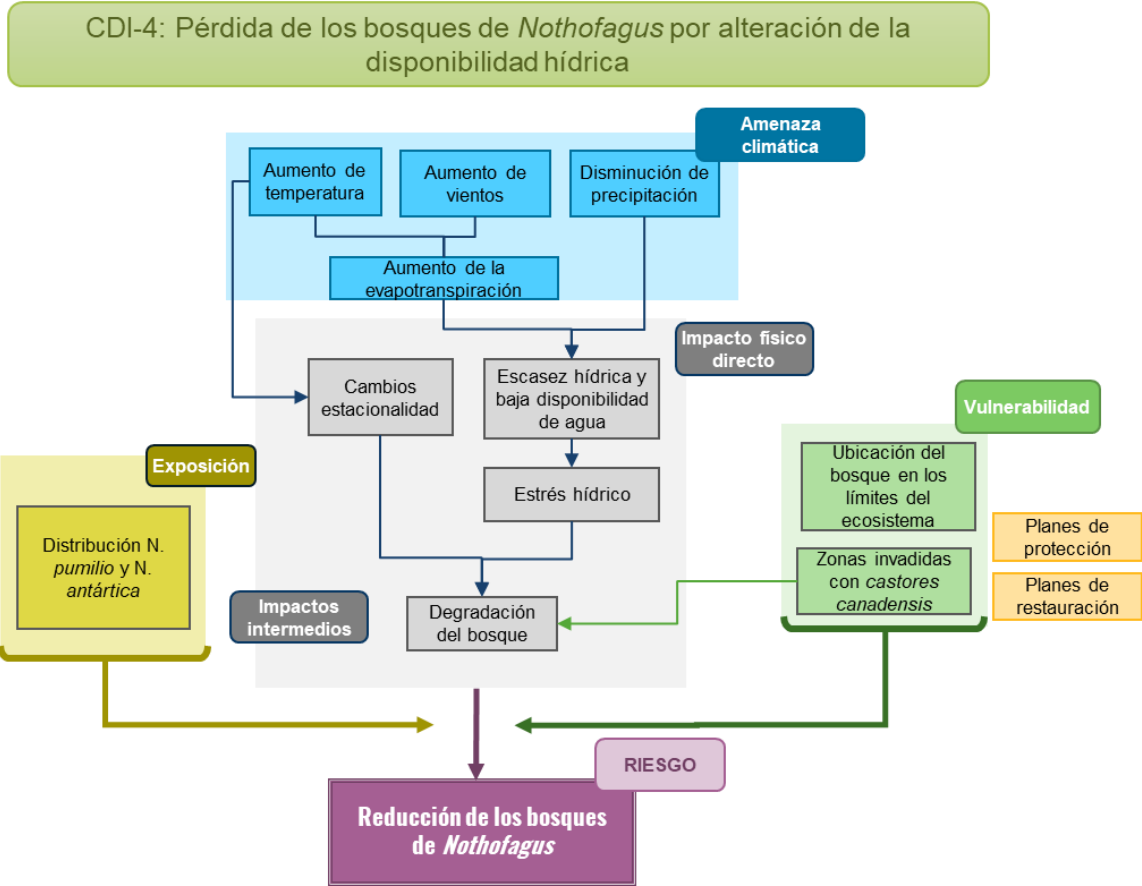 CDI-4: Pérdida de los bosques de Nothofagus por alteración de la
disponibilidad hídrica
Amenaza
climática
Aumento de
temperatura
Aumento de
vientos
Disminución de
precipitación
Aumento de la
evapotranspiración
Impacto físico
directo
Cambios
estacionalidad
Escasez hídrica y
baja disponibilidad
de agua
Vulnerabilidad
Exposición
Ubicación del
bosque en los
límites del
ecosistema
Estrés hídrico
Distribución N.
pumilio y N.
antártica
Planes de
protección
Zonas invadidas
con castores
canadensis
Planes de
restauración
Impactos
intermedios
Degradación
del bosque
RIESGO
Reducción de los bosques
de Nothofagus